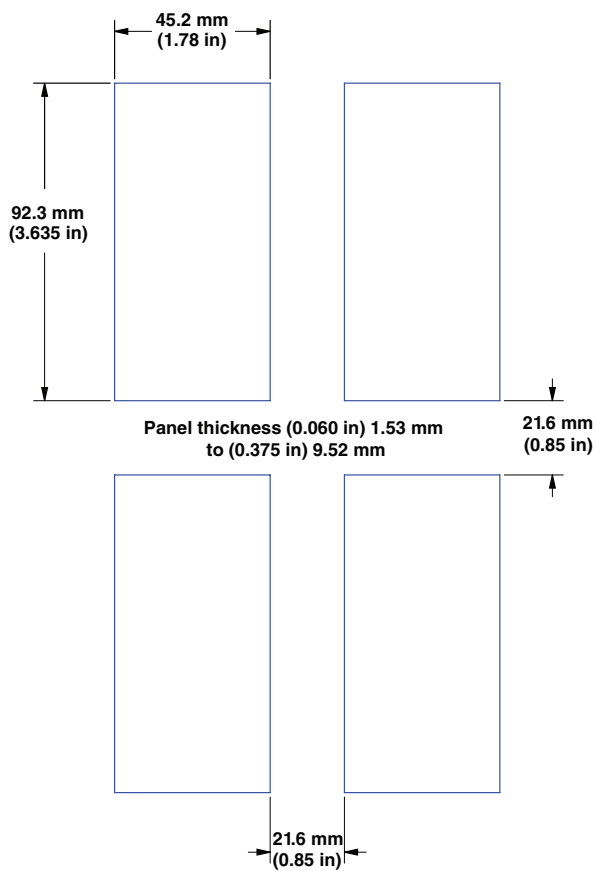 45.2 mm
(1.78 in)
92.3 mm
(3.635 in)
Panel thickness (0.060 in) 1.53 mm
to (0.375 in) 9.52 mm
21.6 mm
(0.85 in)
21.6 mm
(0.85 in)